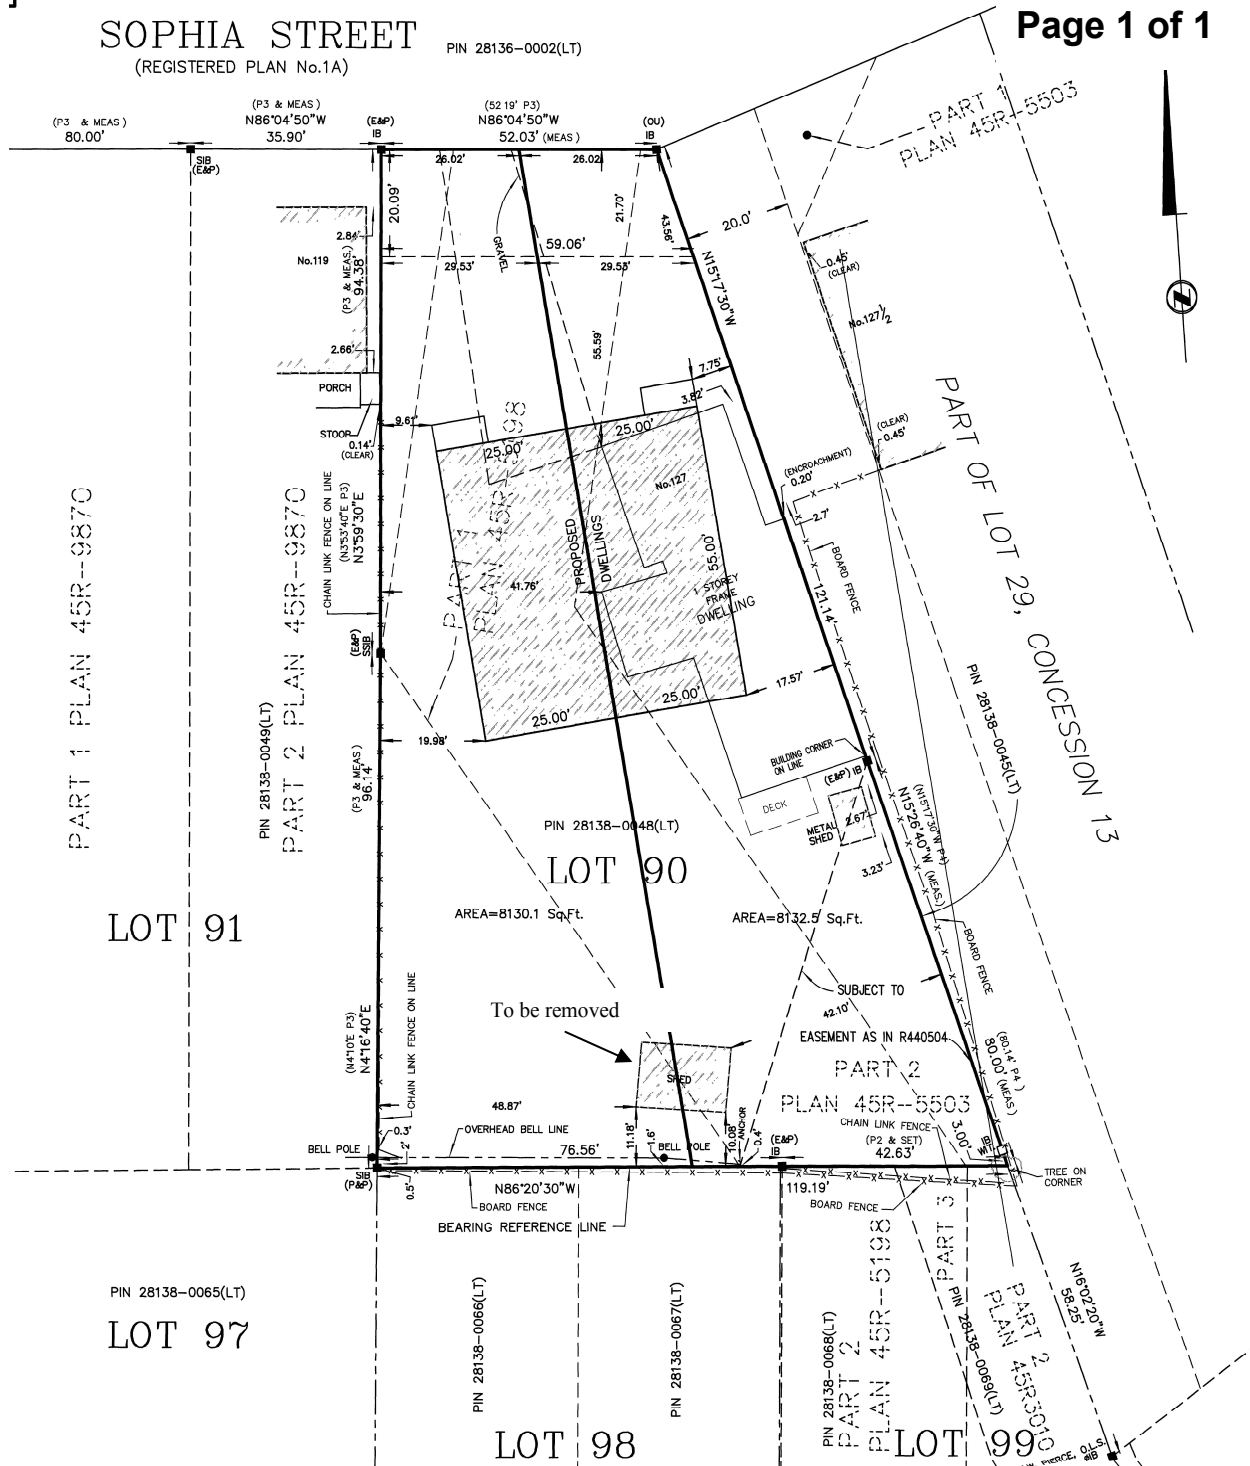 Page 1 of 1
SOPHIA STREET
(REGISTERED PLAN No.1A)
PIN 28136-0002(LT)
(P3 & MEAS)
80.00'
(P3 & MEAS)
N86°04'50"W
35.90'
(E&P)
IB
(52 19' P3)
N86°04'50"W
52.03' (MEAS)
(OU)
IB
SIB
(E&P)
26.02'
26.02
PART 1
PLAN 45R-5503
20.09'
21.70'
43.56'
20.0'
2.84'
No.119
(P3 & MEAS.)
94.38'
GRAVEL
59.06'
29.53'
29.53'
N15°17'30"W
0.45'
(CLEAR)
No.127½
2.66'
PORCH
STOOP
0.14'
(CLEAR)
55.59'
7.75'
3.82'
9.61'
25.00'
25.00'
(CLEAR)
0.45'
(ENCROACHMENT)
0.20'
2.7'
No.127
PART OF LOT 29, CONCESSION 13
PART 1 PLAN 45R-9870
PART 2 PLAN 45R-9870
CHAIN LINK FENCE ON LINE
(N3°53'40"E P3)
N3°59'30"E
PART 1
PROPOSED
DWELLINGS
41.76'
55.00'
1 STOREY
FRAME
DWELLING
BOARD FENCE
121.14'
(E&P)
SSIB
25.00'
25.00'
17.57'
19.98'
PIN 28138-0049(LT)
PIN 28138-0045(LT)
(P3 & MEAS)
96.14'
BUILDING CORNER
ON LINE
(E&P) IB
DECK
METAL
SHED
2.67'
3.23'
(N15°17'30"W P4)
N15°26'40"W (MEAS.)
PIN 28138-0048(LT)
LOT 90
LOT 91
AREA=8130.1 Sq.Ft.
AREA=8132.5 Sq.Ft.
BOARD FENCE
SUBJECT TO
42.10'
EASEMENT AS IN R440504
To be removed
(N4°10'E P3)
N4°16'40"E
CHAIN LINK FENCE ON LINE
SHED
PART 2
PLAN 45R-5503
(80.14' P4)
80.00' (MEAS)
48.87'
11.18'
1.6'
10.08'
ANCHOR
0.4'
CHAIN LINK FENCE
3.00'
0.3'
OVERHEAD BELL LINE
BELL POLE
76.56'
BELL POLE
(E&P)
IB
(P2 & SET)
42.63'
IB
WIT
SIB
(P&P)
0.5'
N86°20'30"W
BOARD FENCE
BEARING REFERENCE LINE
119.19'
BOARD FENCE
TREE ON
CORNER
PIN 28138-0065(LT)
LOT 97
PIN 28138-0066(LT)
PIN 28138-0067(LT)
PIN 28138-0068(LT)
PART 2
PLAN 45R-5198
PART 3
PIN 28138-0069(LT)
PART 2
PLAN 45R3010
N16°02'20"W
58.25'
LOT 98
LOT 99
PIERCE, O.L.S.
SIB